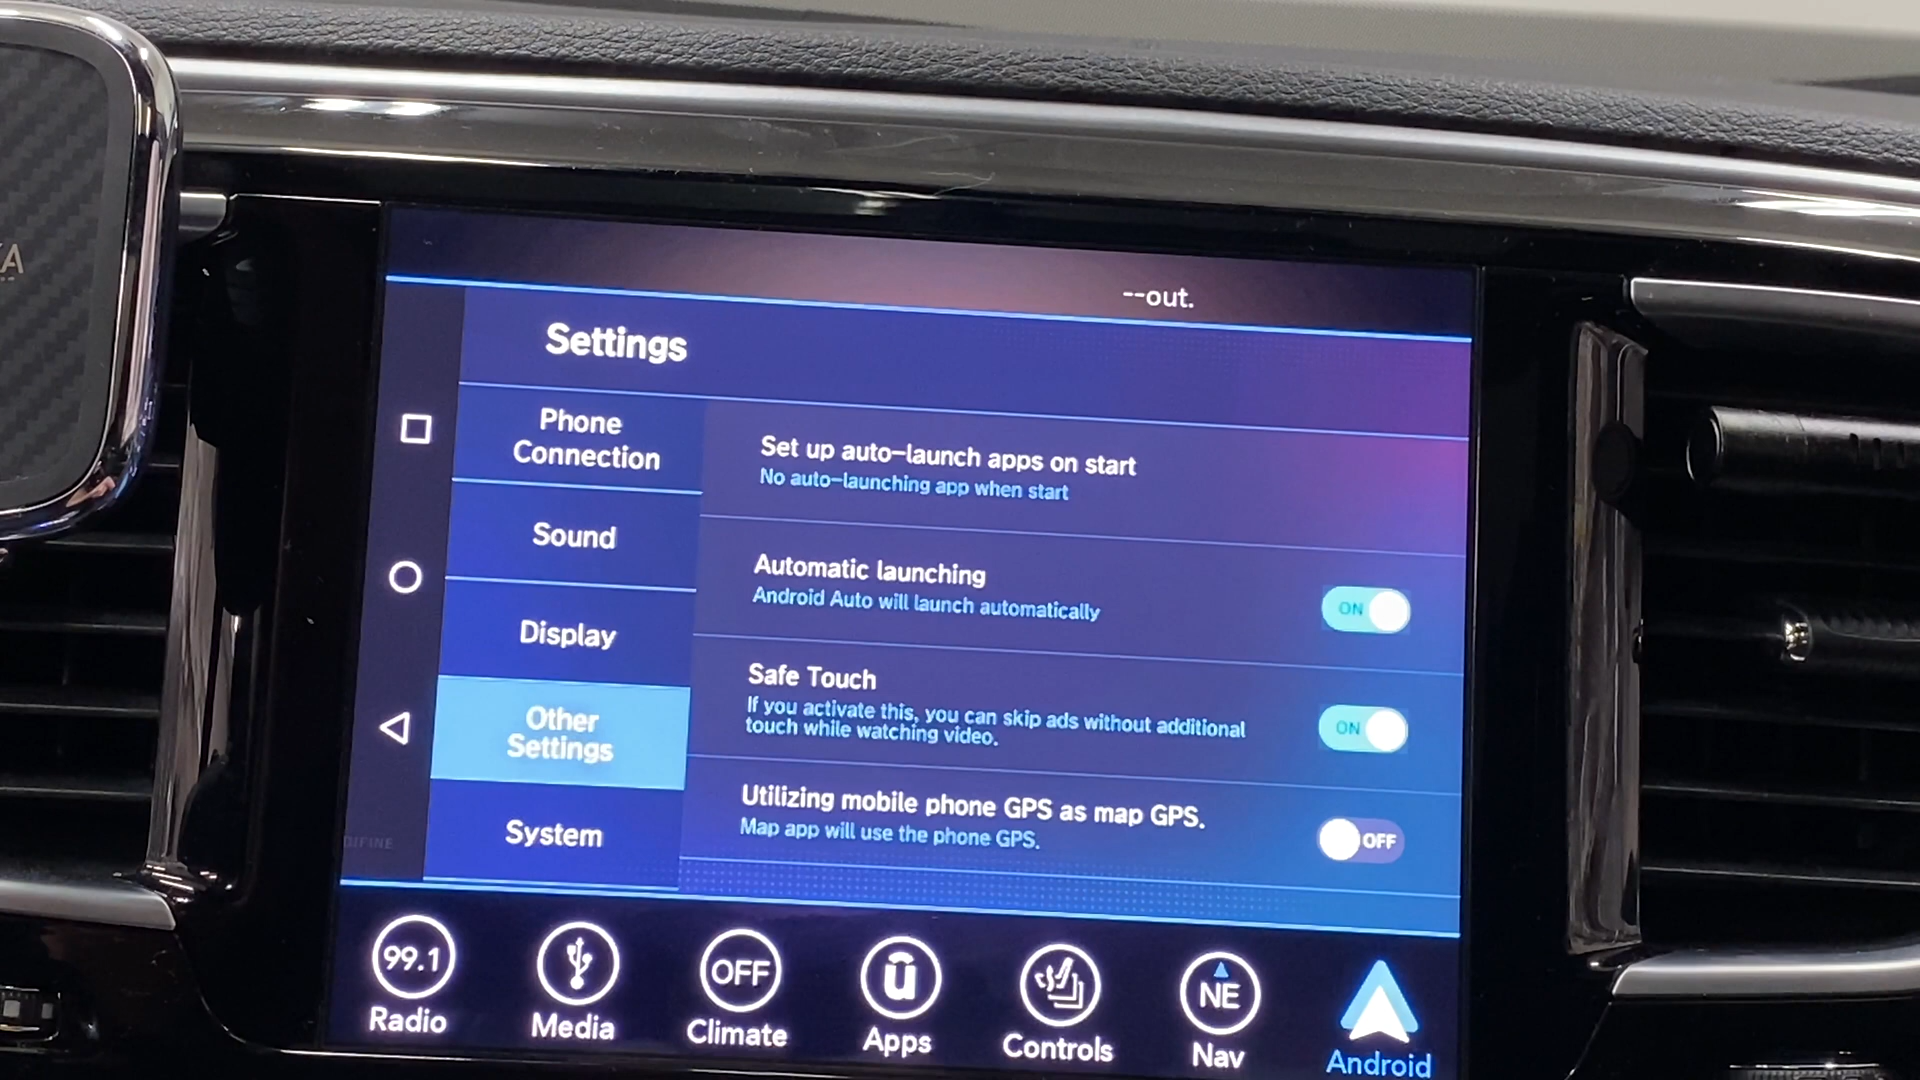 --out.
Settings
Phone
Connection
Sound
Display
Other
Settings
System
Set up auto-launch apps on start
No auto-launching app when start
Automatic launching
Android Auto will launch automatically
ON
Safe Touch
If you activate this, you can skip ads without additional
touch while watching video.
ON
Utilizing mobile phone GPS as map GPS.
Map app will use the phone GPS.
OFF
99.1
Radio
Media
OFF
Climate
Apps
Controls
NE
Nav
Android